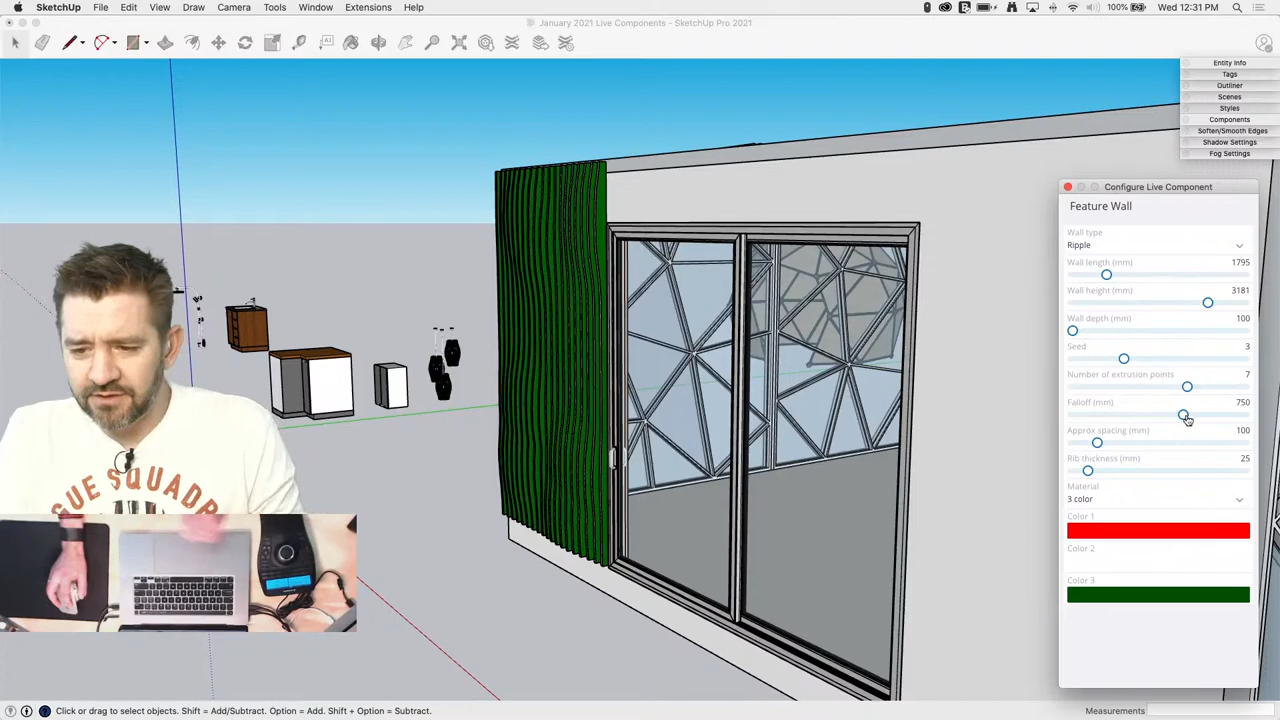 SketchUp File Edit View Draw Camera Tools Window Extensions Help
100% Wed 12:31 PM
January 2021 Live Components - SketchUp Pro 2021
Entity Info
Tags
Outliner
Scenes
Styles
Components
Soften/Smooth Edges
Shadow Settings
Fog Settings
Configure Live Component
Feature Wall
Wall type
Ripple
Wall length (mm) 1795
Wall height (mm) 3181
Wall depth (mm) 100
Seed 3
Number of extrusion points 7
Falloff (mm) 750
Approx spacing (mm) 100
Rib thickness (mm) 25
Material
3 color
Color 1
Color 2
Color 3
GUE SQUADR
Click or drag to select objects. Shift = Add/Subtract. Option = Add. Shift + Option = Subtract.
Measurements